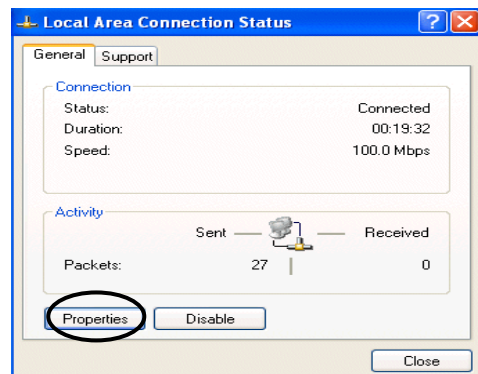 Local Area Connection Status
General Support
Connection
Status: Connected
Duration: 00:19:32
Speed: 100.0 Mbps
Activity
Sent Received
Packets: 27 0
Properties Disable
Close